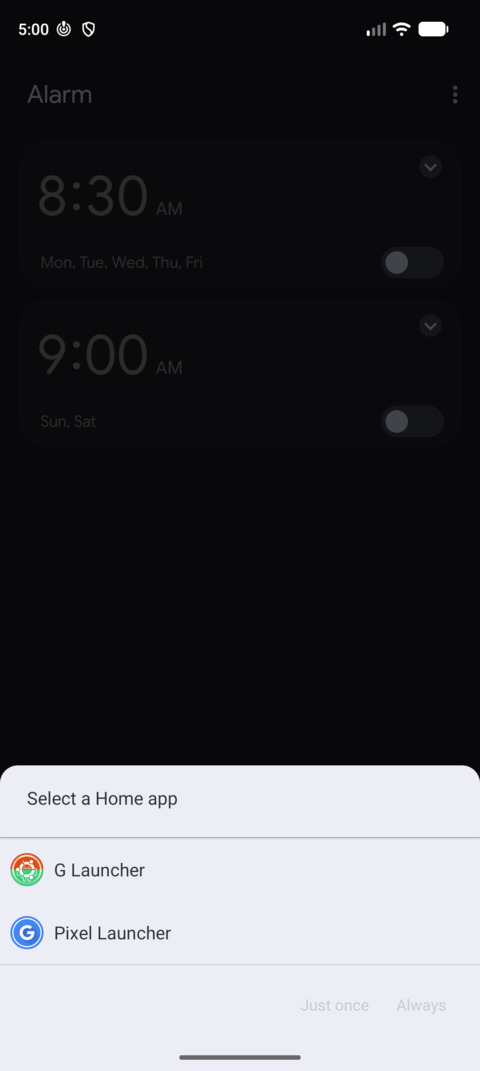 5:00
Alarm
8:30 AM
Mon, Tue, Wed, Thu, Fri
9:00 AM
Sun, Sat
Select a Home app
G Launcher
G Pixel Launcher
Just once Always